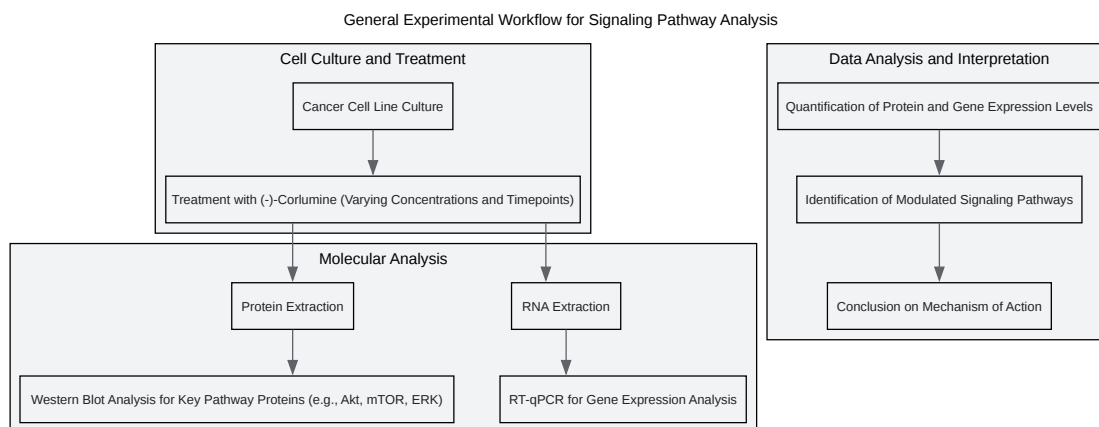 General Experimental Workflow for Signaling Pathway Analysis
Cell Culture and Treatment
Cancer Cell Line Culture
Treatment with (-)-Corlumine (Varying Concentrations and Timepoints)
Molecular Analysis
Protein Extraction
RNA Extraction
Western Blot Analysis for Key Pathway Proteins (e.g., Akt, mTOR, ERK)
RT-qPCR for Gene Expression Analysis
Data Analysis and Interpretation
Quantification of Protein and Gene Expression Levels
Identification of Modulated Signaling Pathways
Conclusion on Mechanism of Action